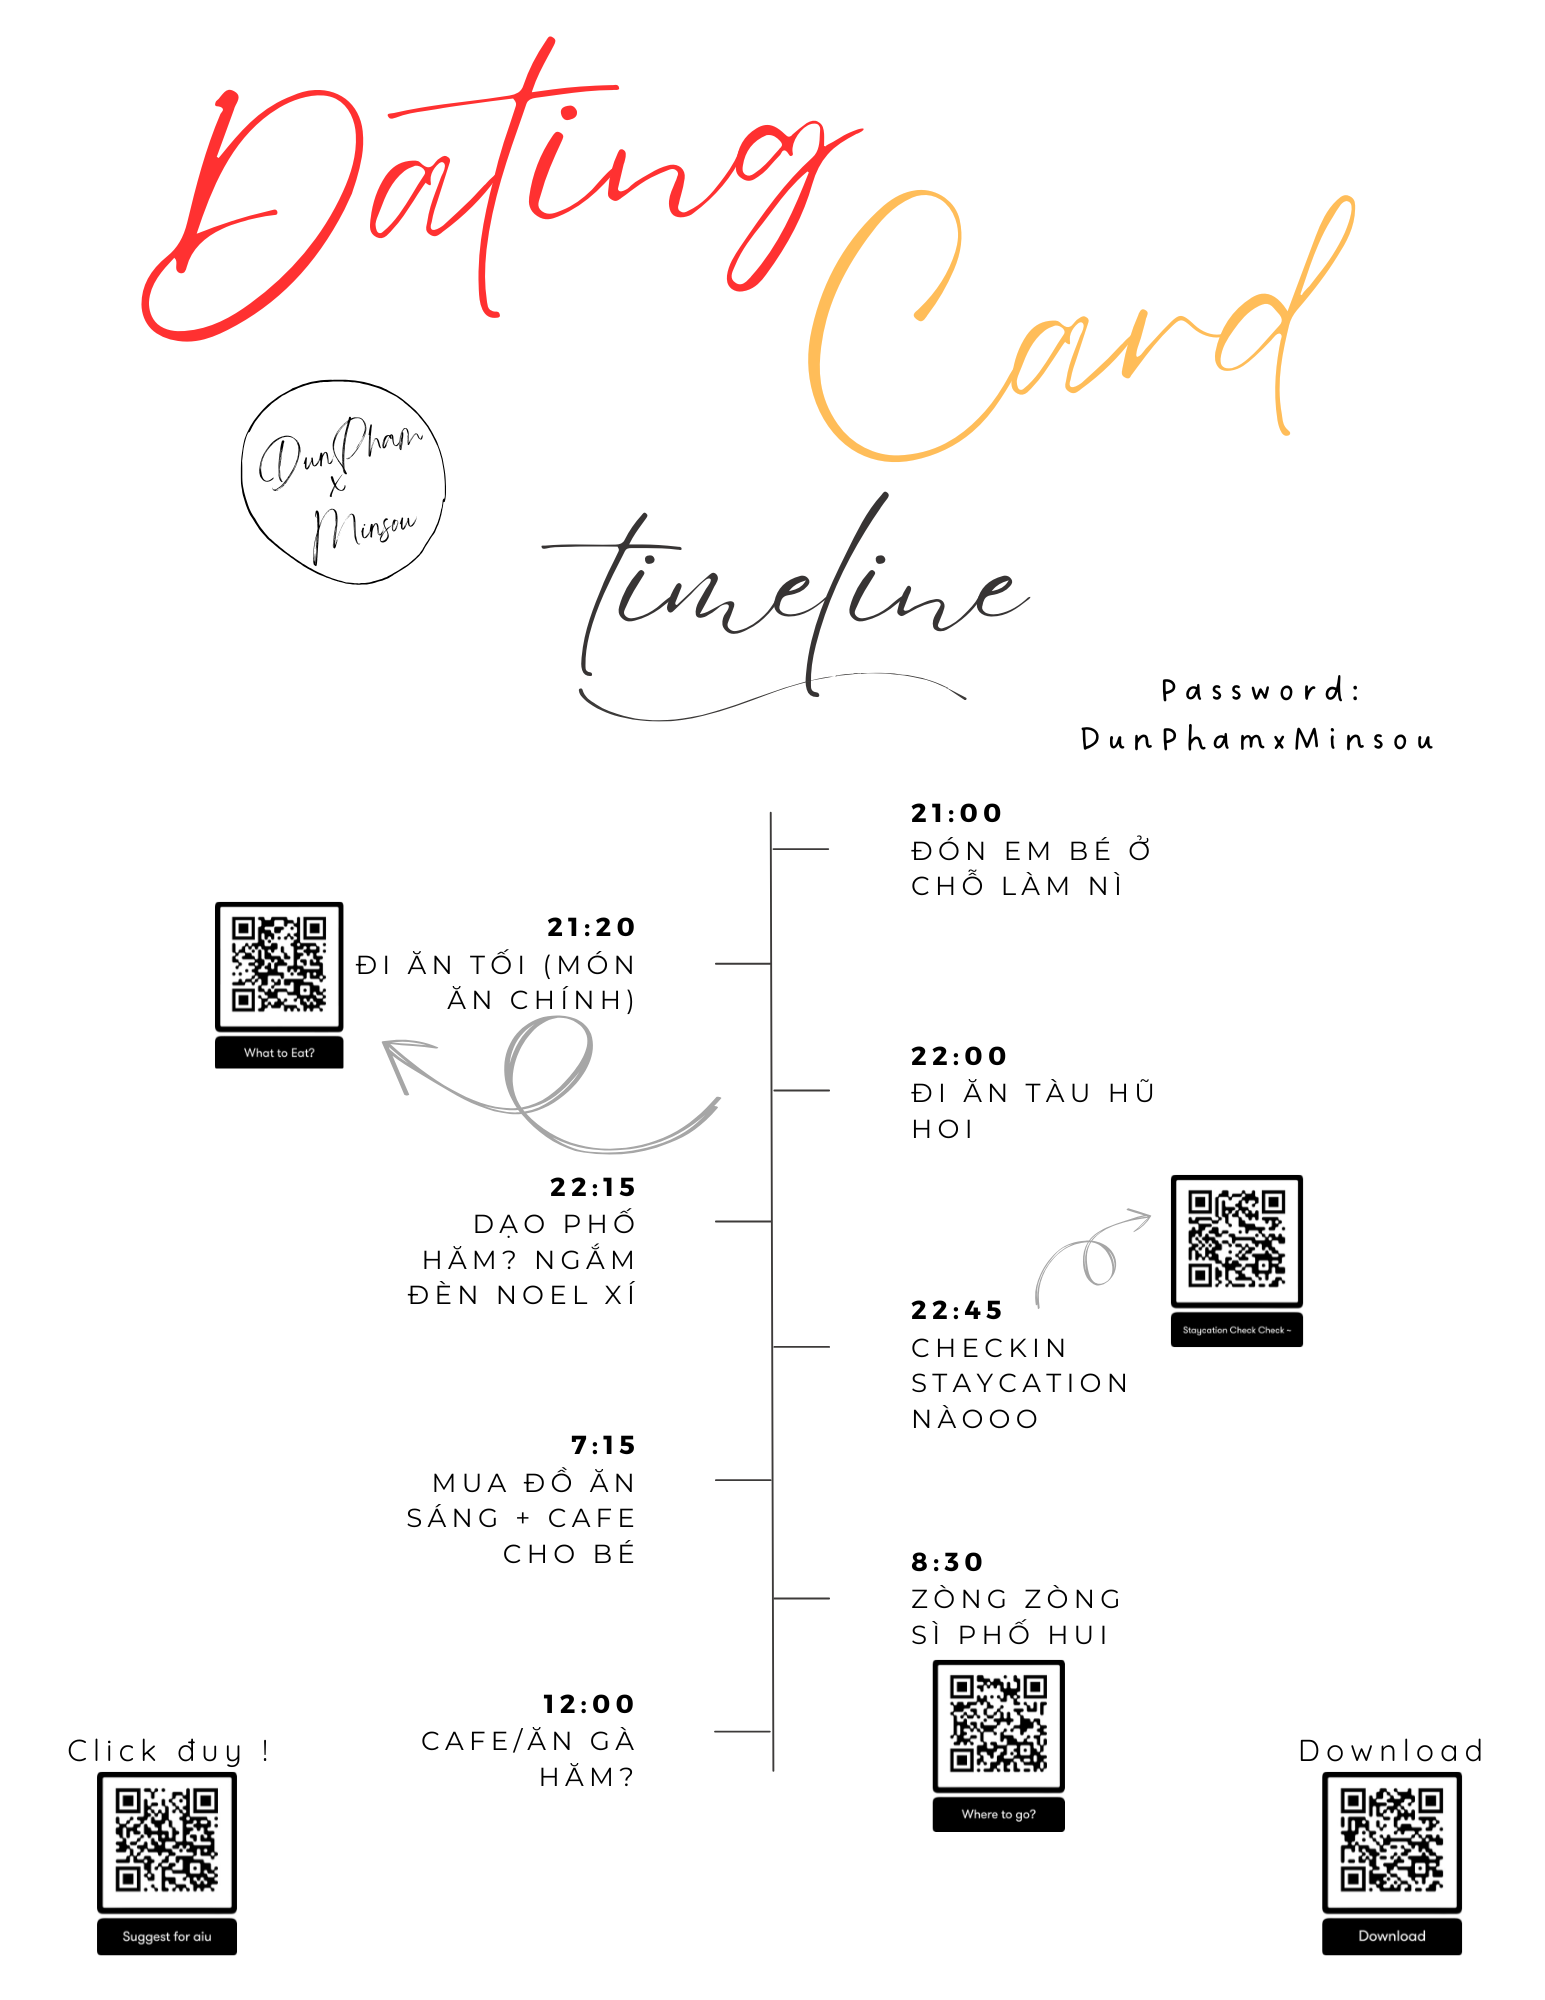 Dating
Card
DunPham
x
Minsou
timeline
Password:
DunPhamxMinsou
21:00
ĐÓN EM BÉ Ở
CHỖ LÀM NÌ
21:20
ĐI ĂN TỐI (MÓN
ĂN CHÍNH)
What to Eat?
22:00
ĐI ĂN TÀU HŨ
HOI
22:15
DẠO PHỐ
HĂM? NGẮM
ĐÈN NOEL XÍ
22:45
CHECKIN
STAYCATION
NÀOOO
Staycation Check Check ~
7:15
MUA ĐỒ ĂN
SÁNG + CAFE
CHO BÉ
8:30
ZÒNG ZÒNG
SÌ PHỐ HUI
Where to go?
12:00
CAFE/ĂN GÀ
HĂM?
Click đuy !
Suggest for aiu
Download
Download